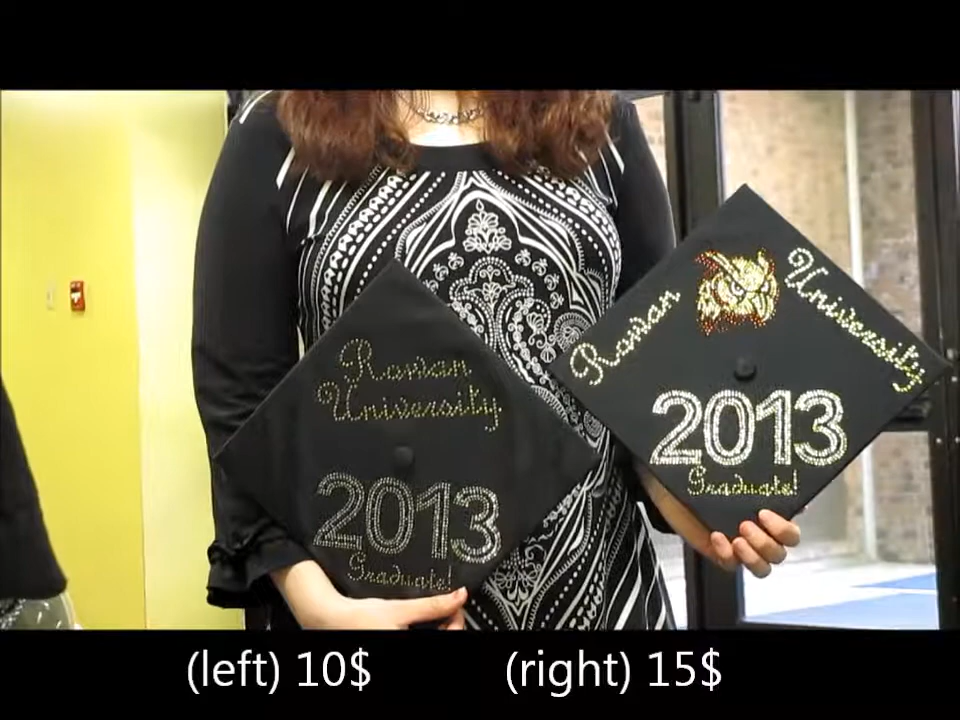 Rowan
University
2013
Graduate!
Rowan University
2013
Graduate!
(left) 10$ (right) 15$